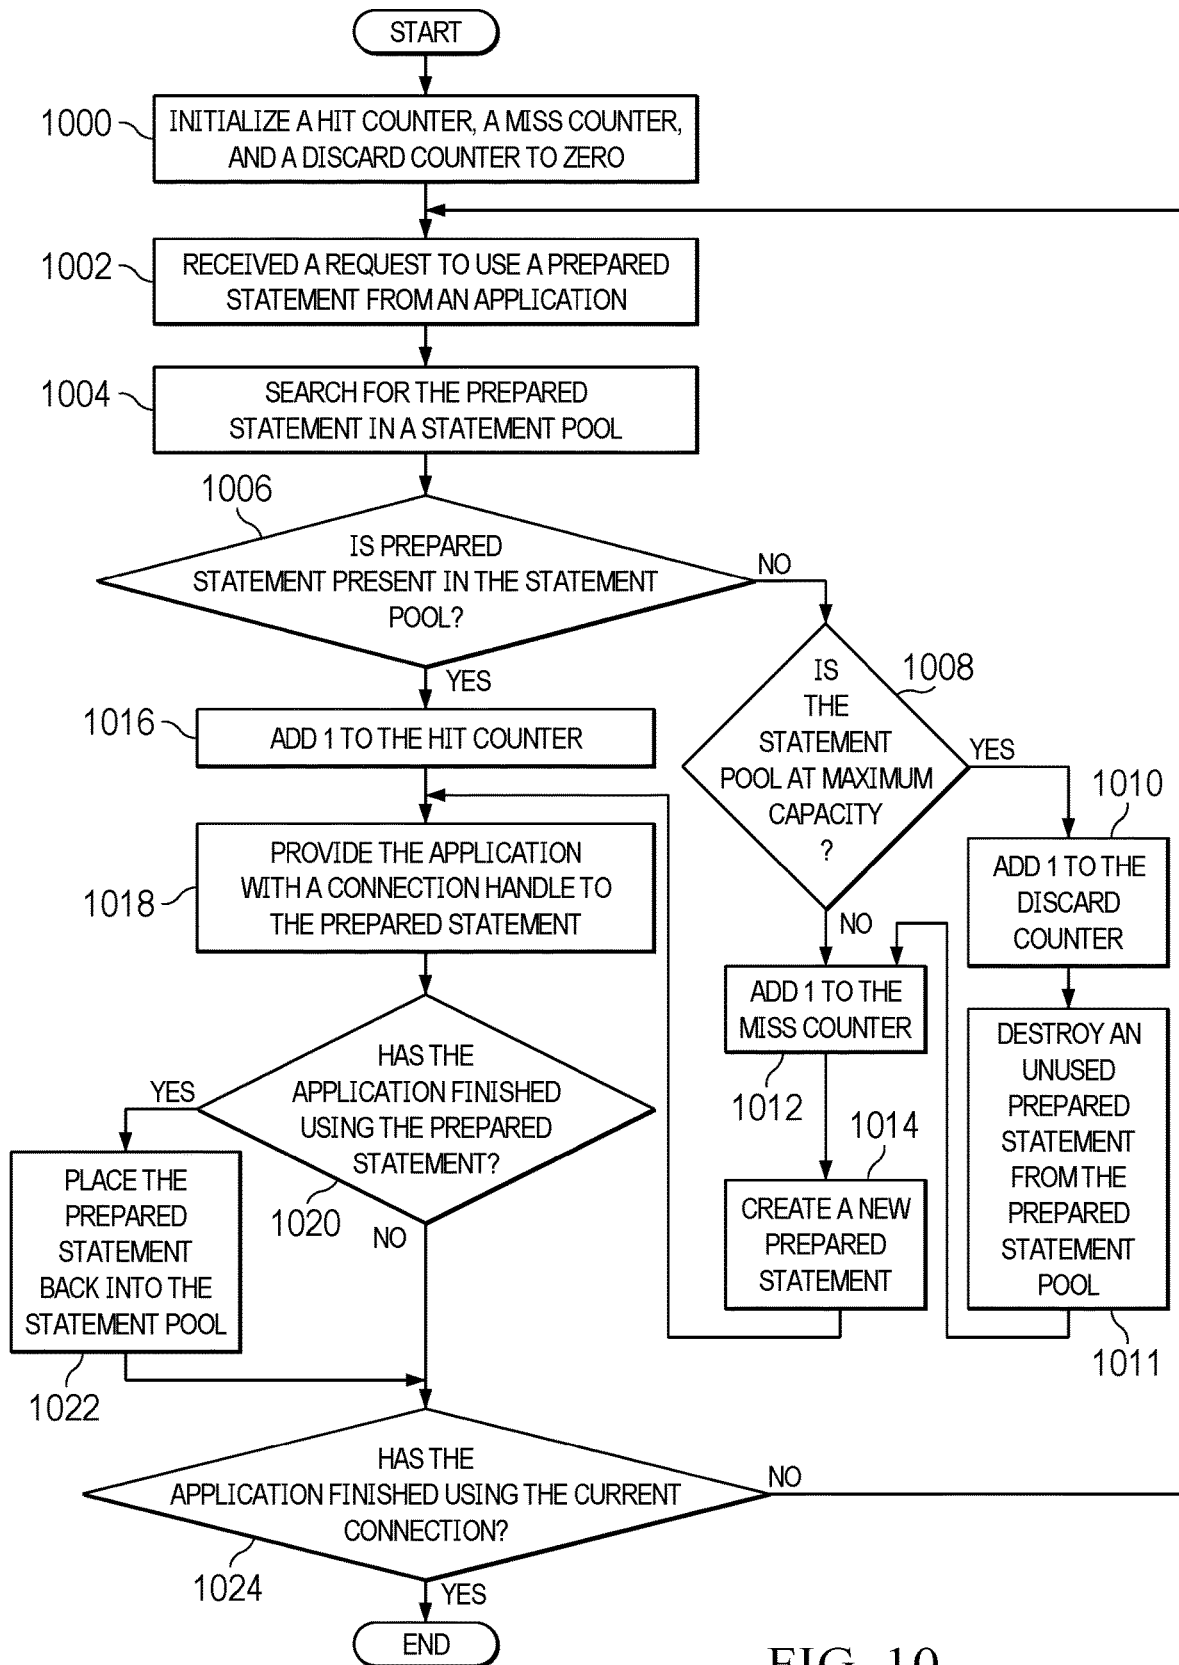 START
1000
INITIALIZE A HIT COUNTER, A MISS COUNTER,
AND A DISCARD COUNTER TO ZERO
1002
RECEIVED A REQUEST TO USE A PREPARED
STATEMENT FROM AN APPLICATION
1004
SEARCH FOR THE PREPARED
STATEMENT IN A STATEMENT POOL
1006
IS PREPARED
STATEMENT PRESENT IN THE STATEMENT
POOL?
NO
YES
1008
IS
THE
STATEMENT
POOL AT MAXIMUM
CAPACITY
?
YES
NO
1010
ADD 1 TO THE
DISCARD
COUNTER
1016
ADD 1 TO THE HIT COUNTER
1018
PROVIDE THE APPLICATION
WITH A CONNECTION HANDLE TO
THE PREPARED STATEMENT
ADD 1 TO THE
MISS COUNTER
1012
DESTROY AN
UNUSED
PREPARED
STATEMENT
FROM THE
PREPARED
STATEMENT
POOL
1011
1014
CREATE A NEW
PREPARED
STATEMENT
HAS THE
APPLICATION FINISHED
USING THE PREPARED
STATEMENT?
1020
YES
NO
PLACE THE
PREPARED
STATEMENT
BACK INTO THE
STATEMENT POOL
1022
HAS THE
APPLICATION FINISHED USING THE CURRENT
CONNECTION?
1024
NO
YES
END
FIG. 10